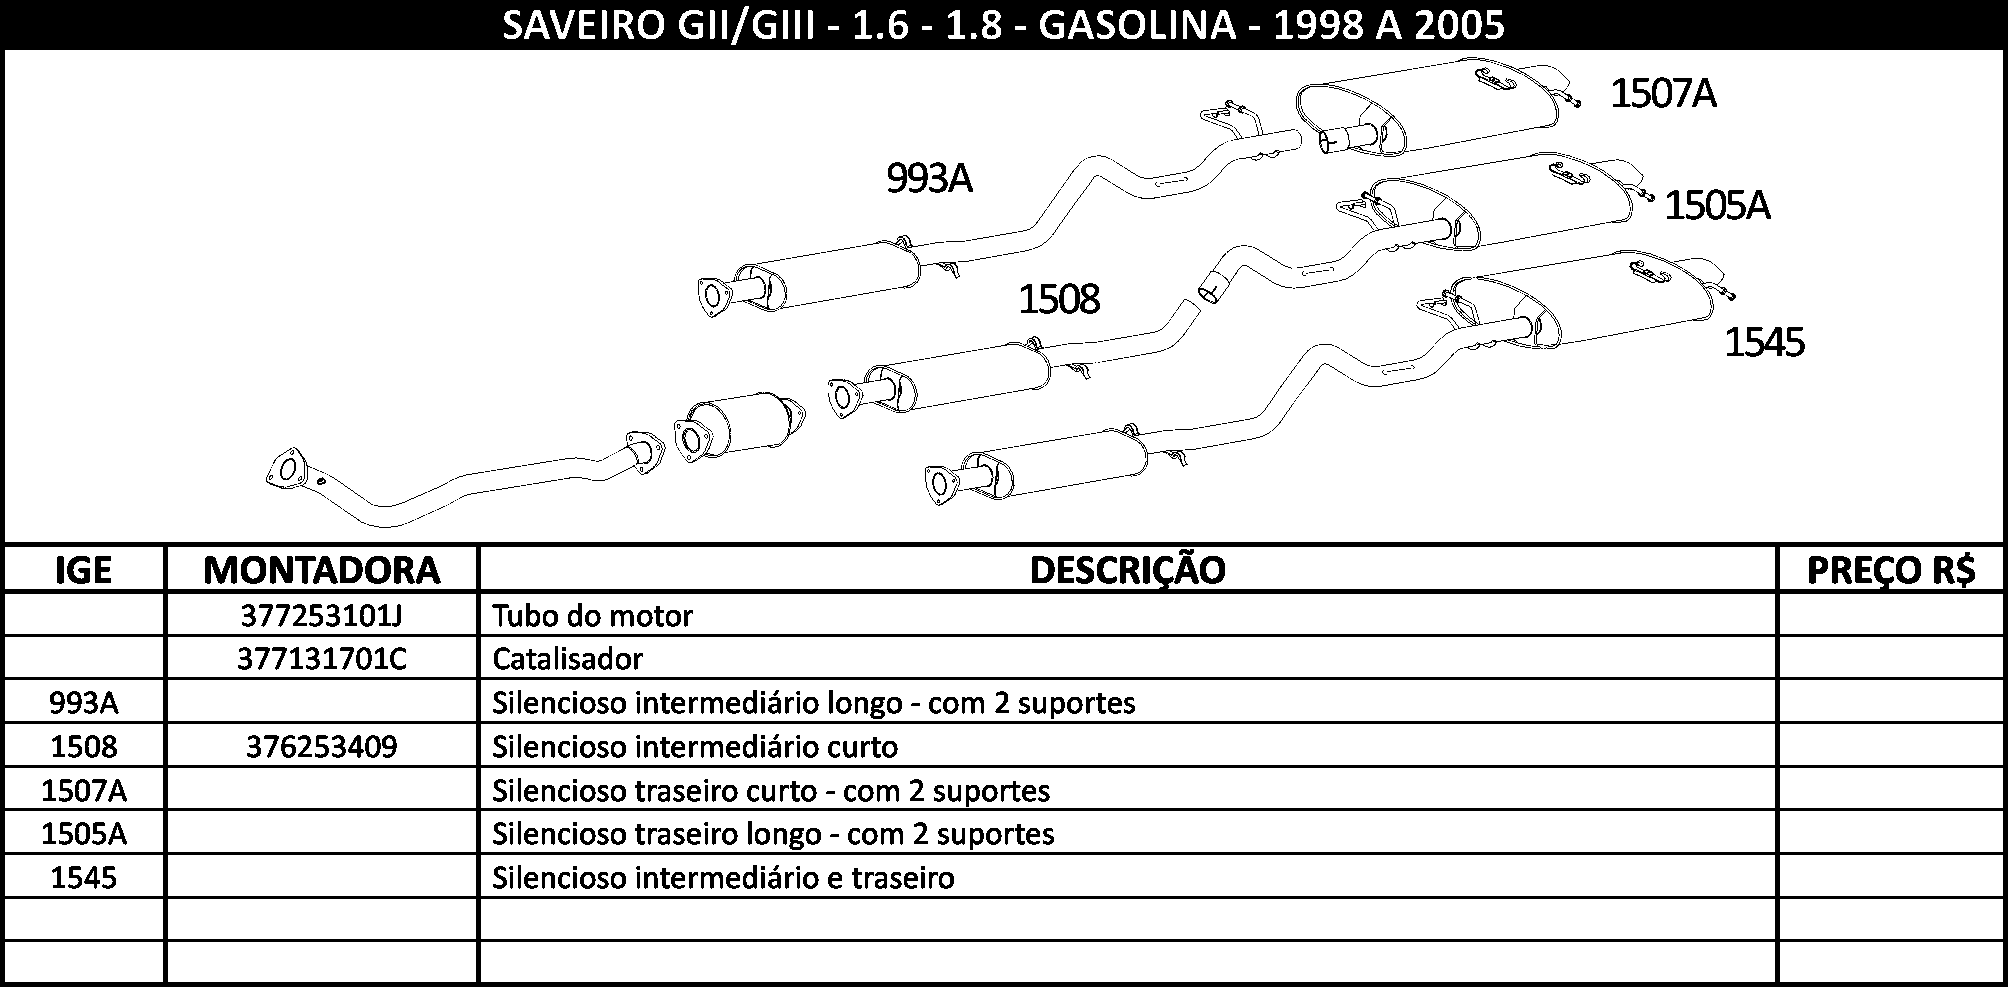 SAVEIRO GII/GIII - 1.6 - 1.8 - GASOLINA - 1998 A 2005
1507A
993A
1505A
1508
1545
IGE MONTADORA DESCRIÇÃO PREÇO R$
377253101J Tubo do motor
377131701C Catalisador
993A Silencioso intermediário longo - com 2 suportes
1508 376253409 Silencioso intermediário curto
1507A Silencioso traseiro curto - com 2 suportes
1505A Silencioso traseiro longo - com 2 suportes
1545 Silencioso intermediário e traseiro